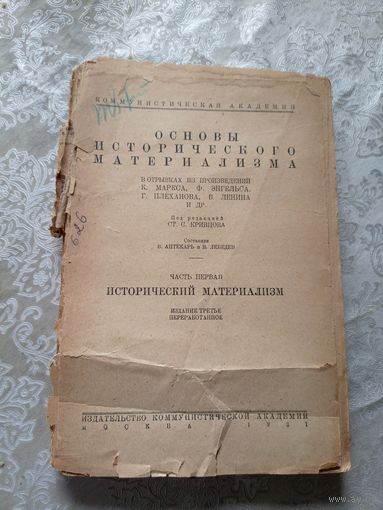 КОММУНИСТИЧЕСКАЯ АКАДЕМИЯ
ОСНОВЫ
ИСТОРИЧЕСКОГО
МАТЕРИАЛИЗМА
В ОТРЫВКАХ ИЗ ПРОИЗВЕДЕНИЙ
К. МАРКСА, Ф. ЭНГЕЛЬСА,
Г. ПЛЕХАНОВА, В. ЛЕНИНА
И ДР.
Под редакцией
СТ. С. КРИВЦОВА
Составили
В. АПТЕКАРЬ и В. ЛЕБЕДЕВ
ЧАСТЬ ПЕРВАЯ
ИСТОРИЧЕСКИЙ МАТЕРИАЛИЗМ
ИЗДАНИЕ ТРЕТЬЕ
ПЕРЕРАБОТАННОЕ
ИЗДАТЕЛЬСТВО КОММУНИСТИЧЕСКОЙ АКАДЕМИИ
МОСКВА 1931
626